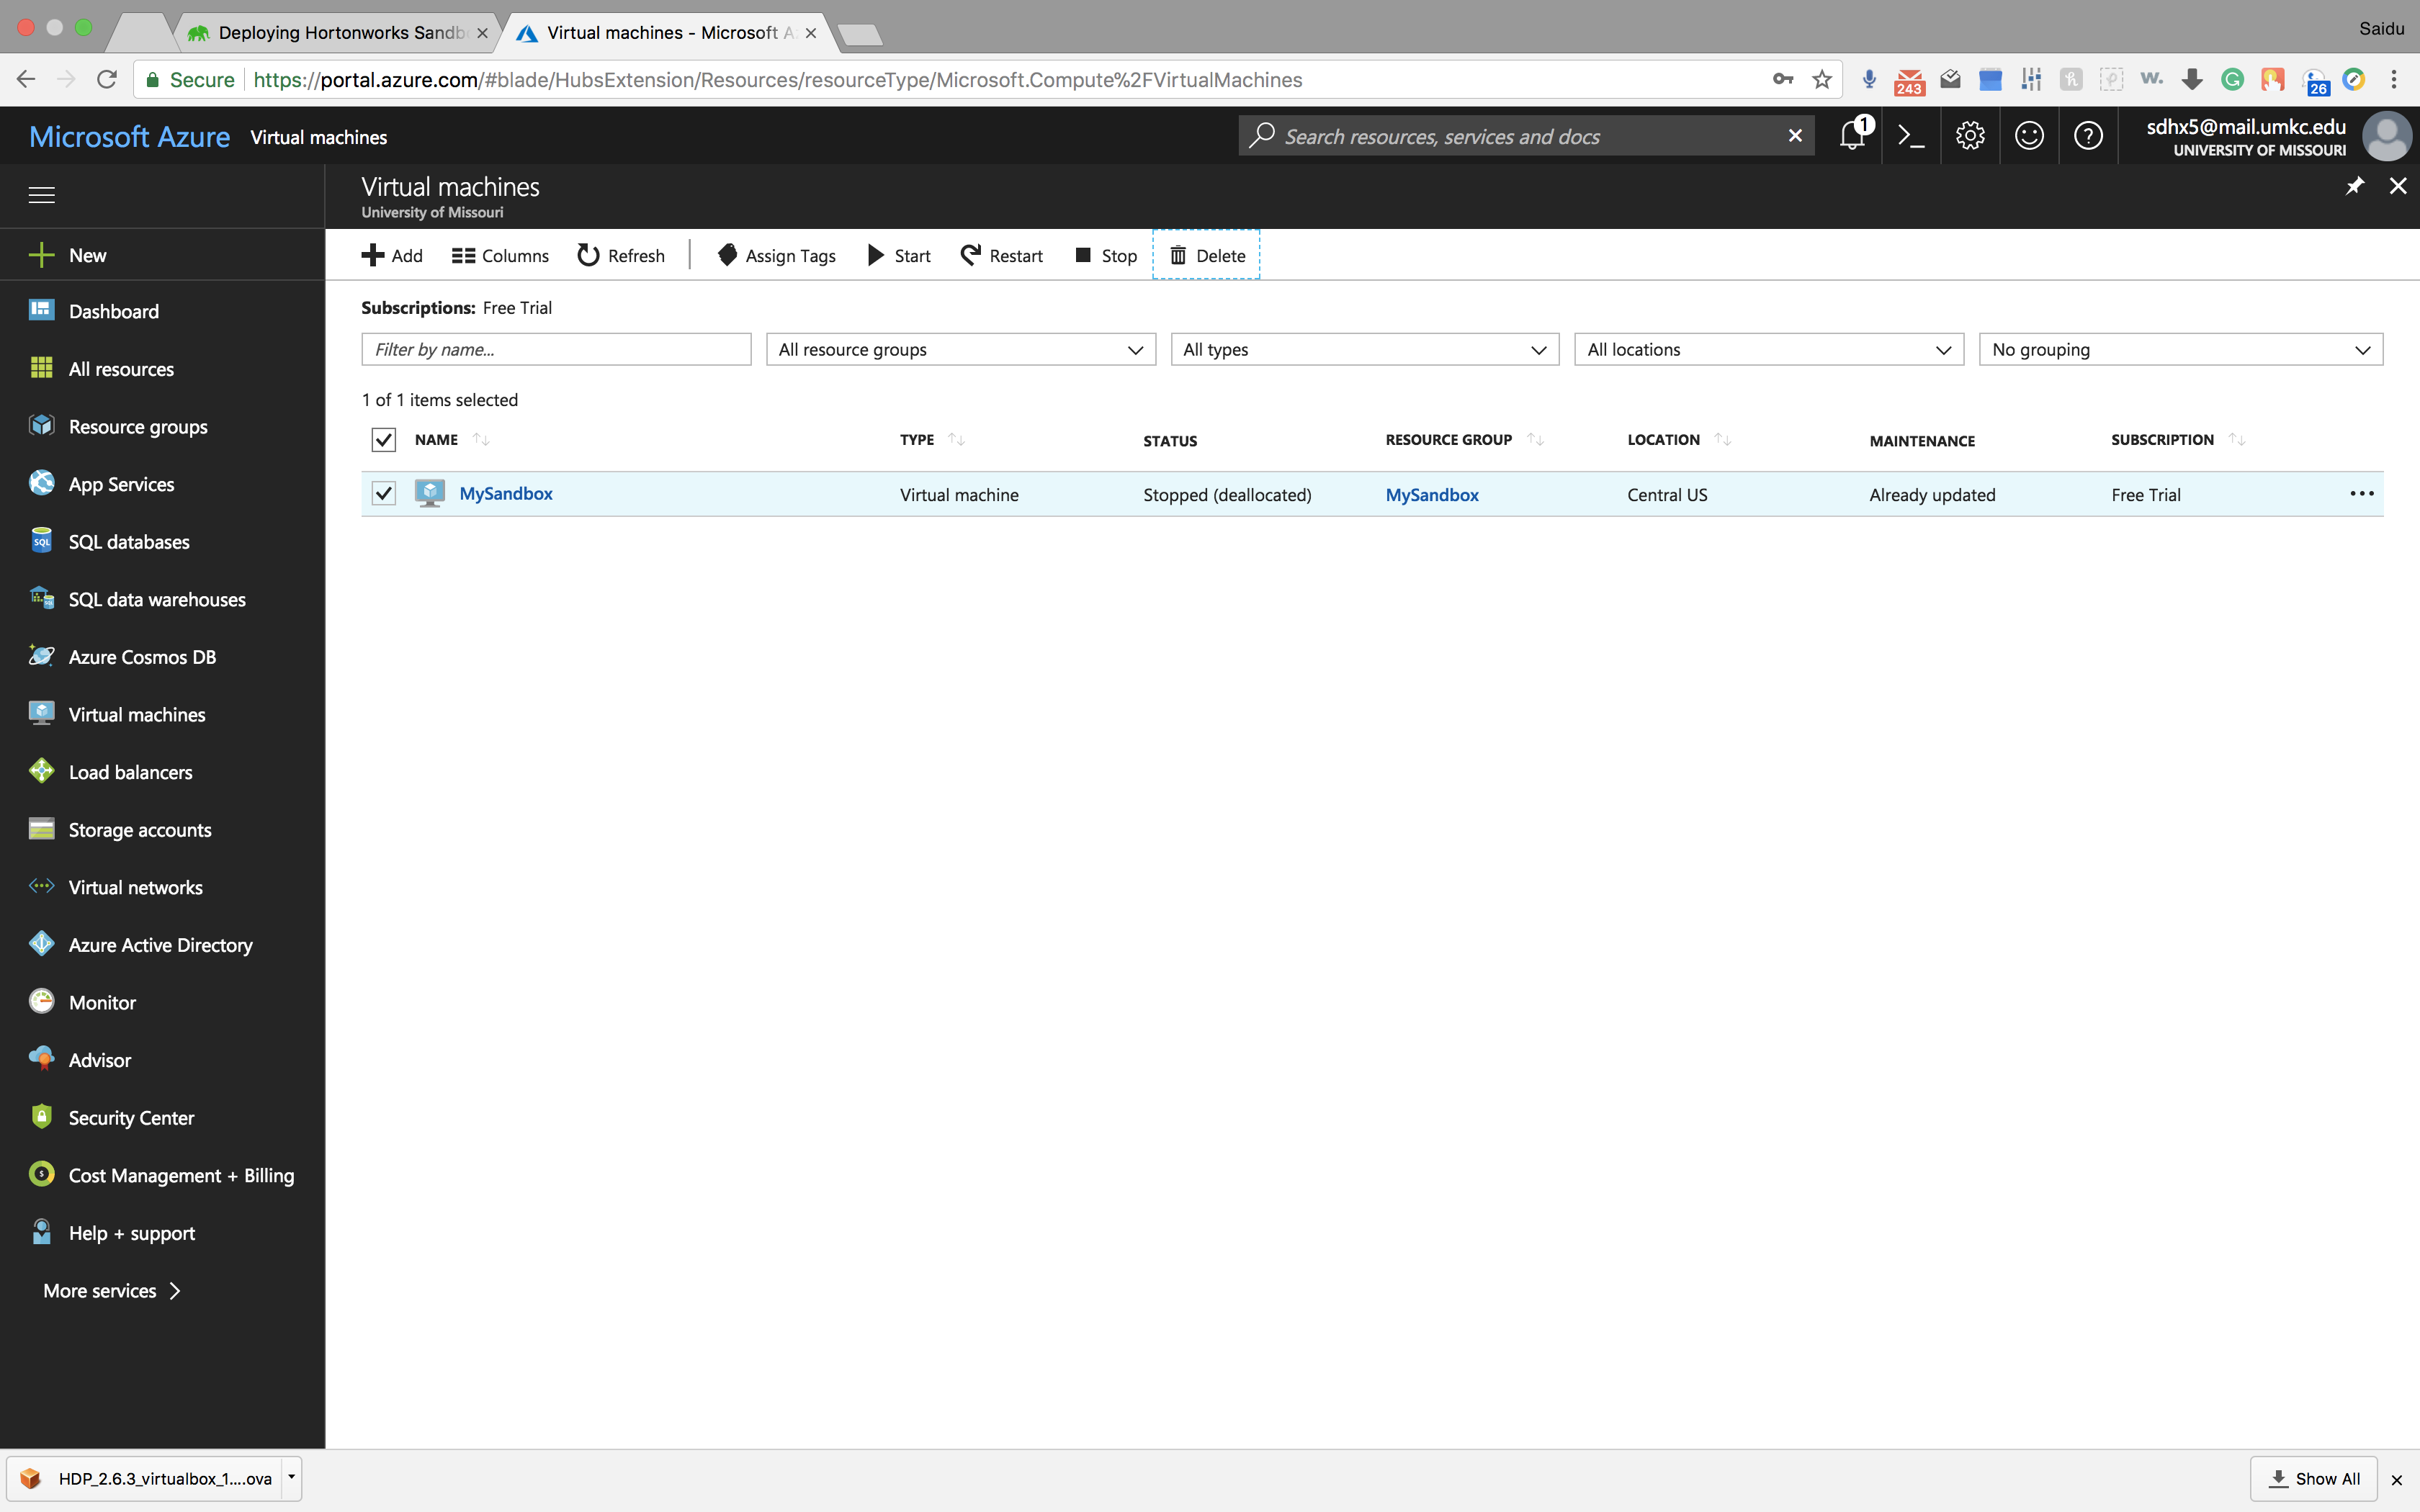 Deploying Hortonworks Sandb
Virtual machines - Microsoft A
Saidu
Secure
https://portal.azure.com/#blade/HubsExtension/Resources/resourceType/Microsoft.Compute%2FVirtualMachines
243
W.
26
Microsoft Azure Virtual machines
Search resources, services and docs
1
sdhx5@mail.umkc.edu
UNIVERSITY OF MISSOURI
Virtual machines
University of Missouri
New
Dashboard
All resources
Resource groups
App Services
SQL
SQL databases
SQL data warehouses
Azure Cosmos DB
Virtual machines
Load balancers
Storage accounts
Virtual networks
Azure Active Directory
Monitor
Advisor
Security Center
Cost Management + Billing
Help + support
More services
Add Columns Refresh Assign Tags Start Restart Stop Delete
Subscriptions: Free Trial
Filter by name... All resource groups All types All locations No grouping
1 of 1 items selected
NAME TYPE STATUS RESOURCE GROUP LOCATION MAINTENANCE SUBSCRIPTION
MySandbox Virtual machine Stopped (deallocated) MySandbox Central US Already updated Free Trial
HDP_2.6.3_virtualbox_1....ova
Show All